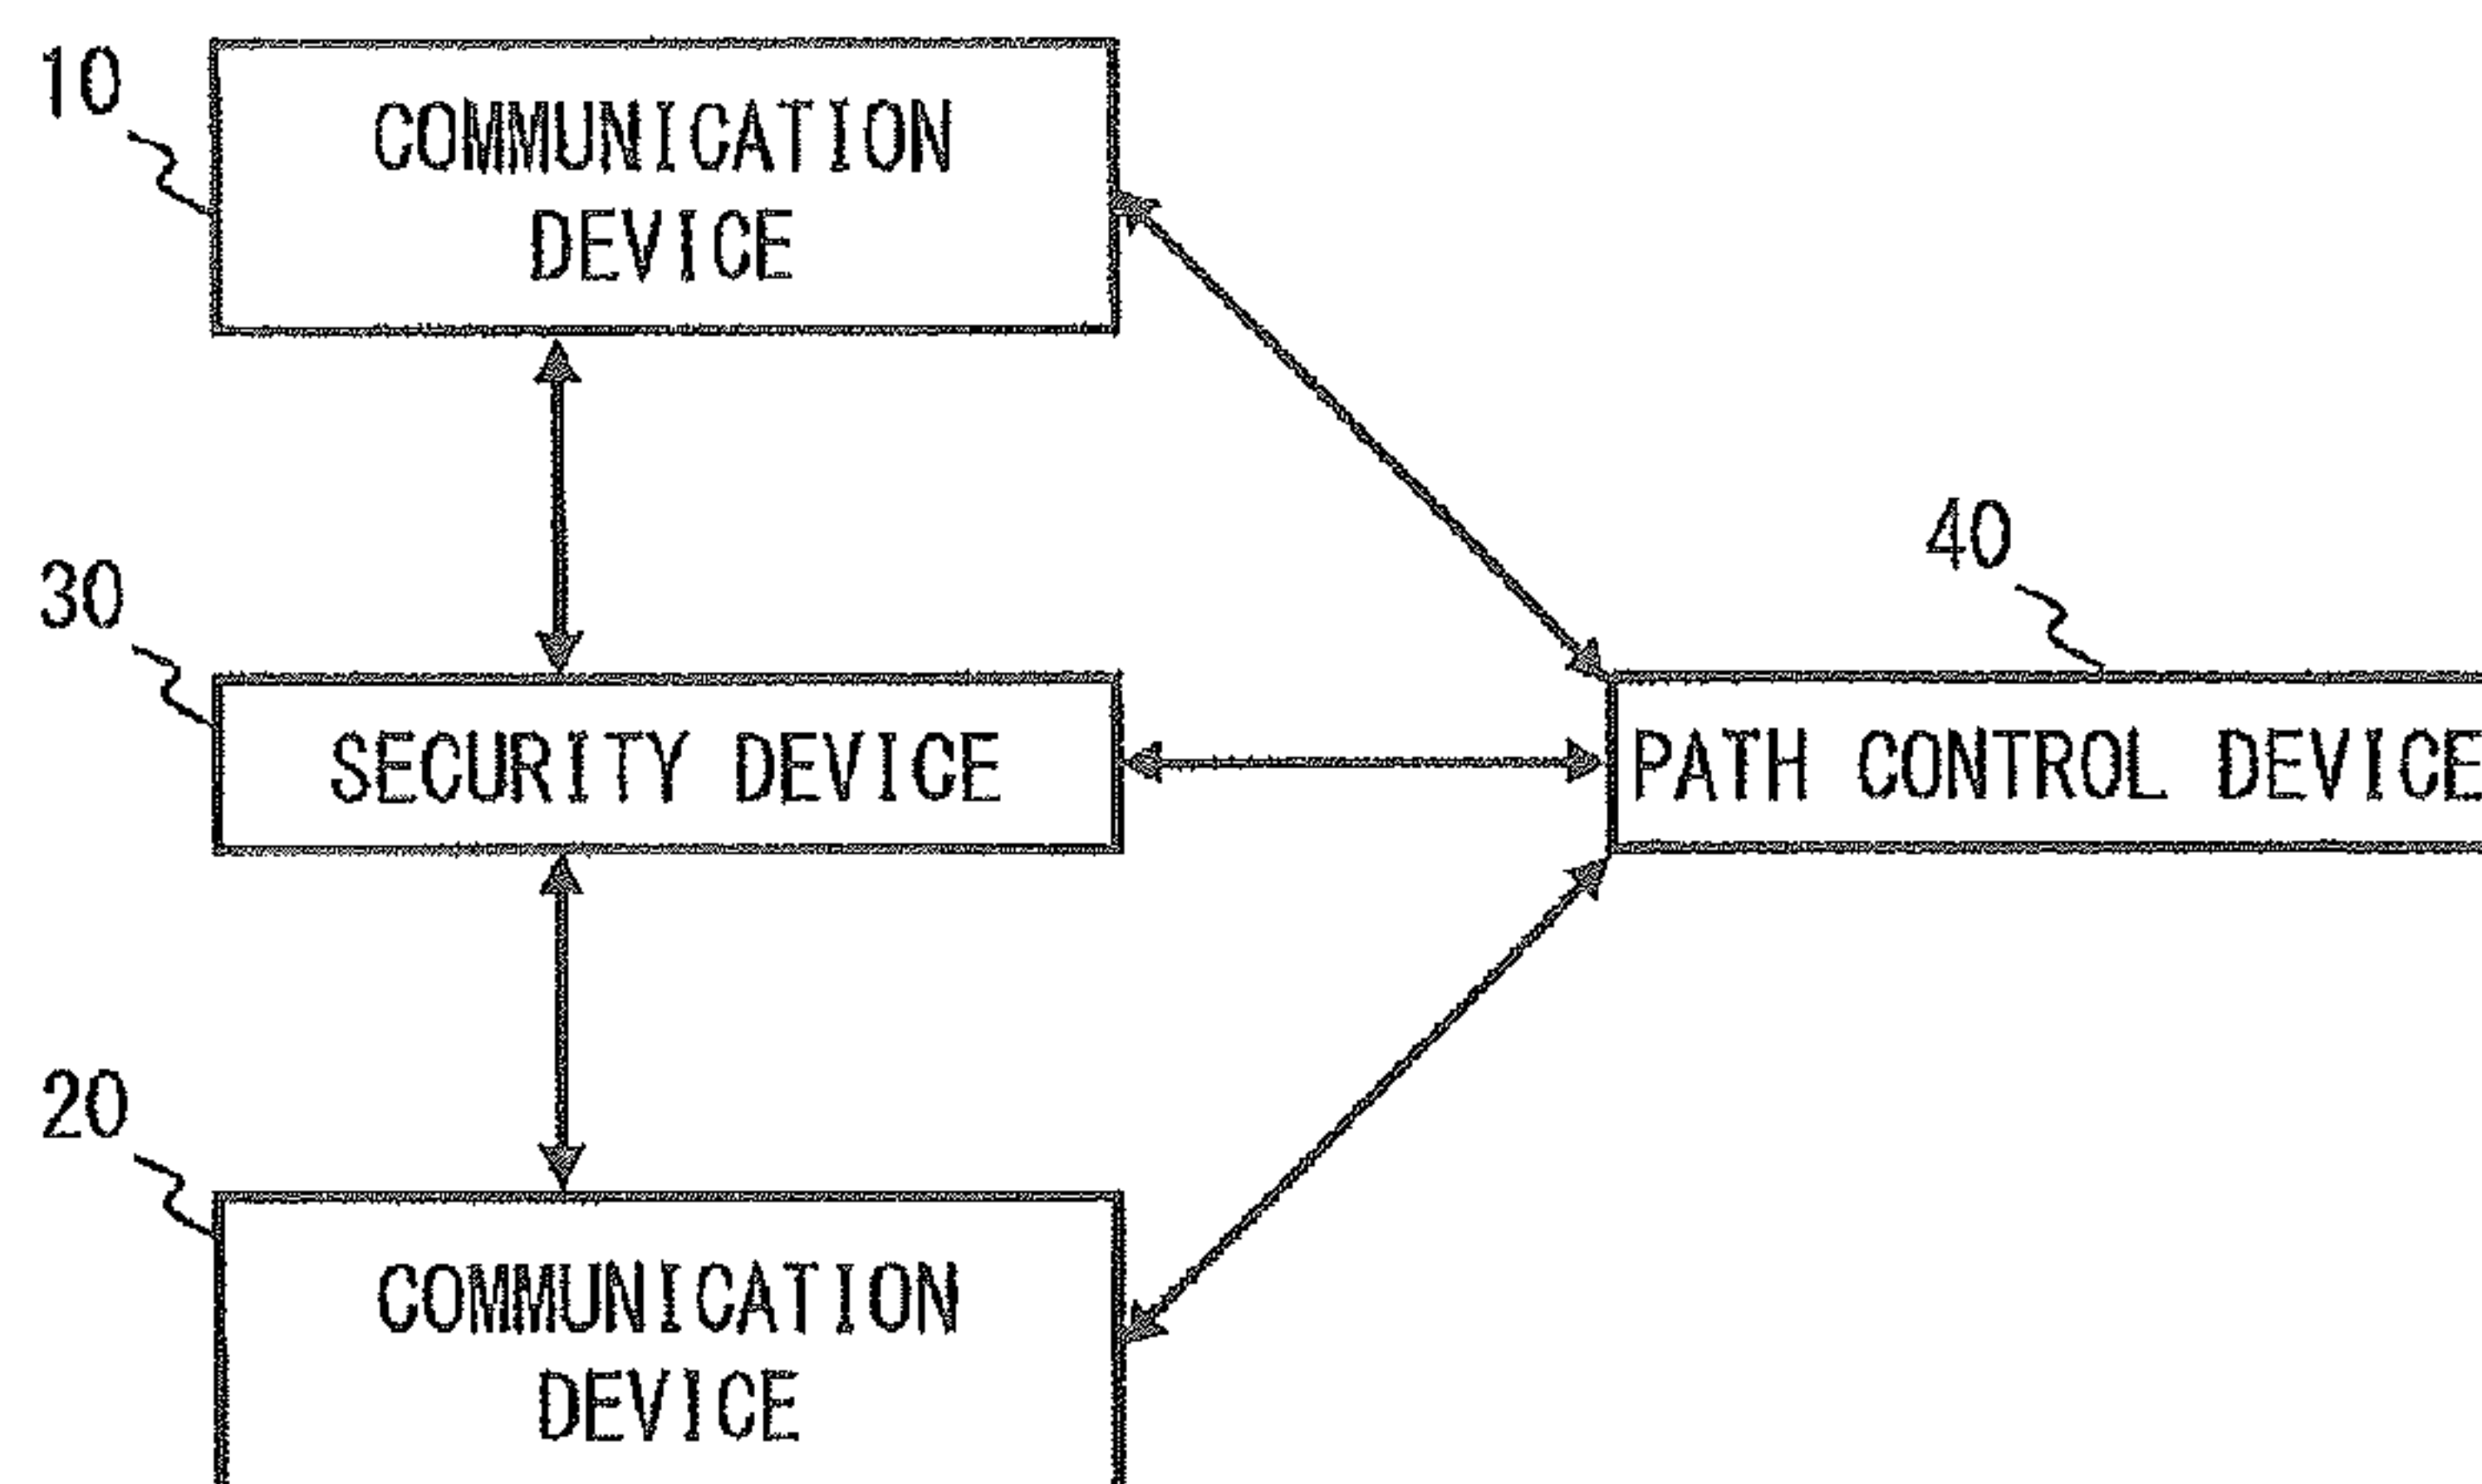 10
COMMUNICATION
DEVICE
40
30
SECURITY DEVICE
PATH CONTROL DEVICE
20
COMMUNICATION
DEVICE